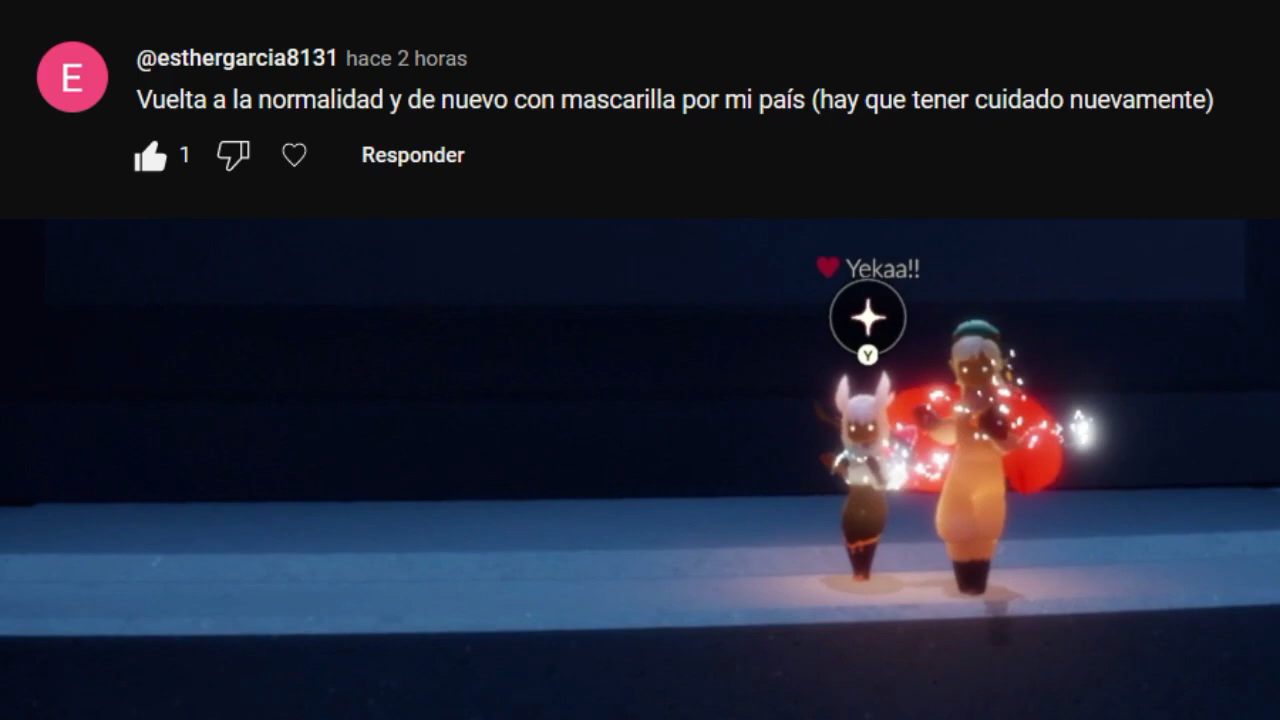 E
@esthergarcia8131 hace 2 horas
Vuelta a la normalidad y de nuevo con mascarilla por mi país (hay que tener cuidado nuevamente)
1
Responder
Yekaa!!
Y